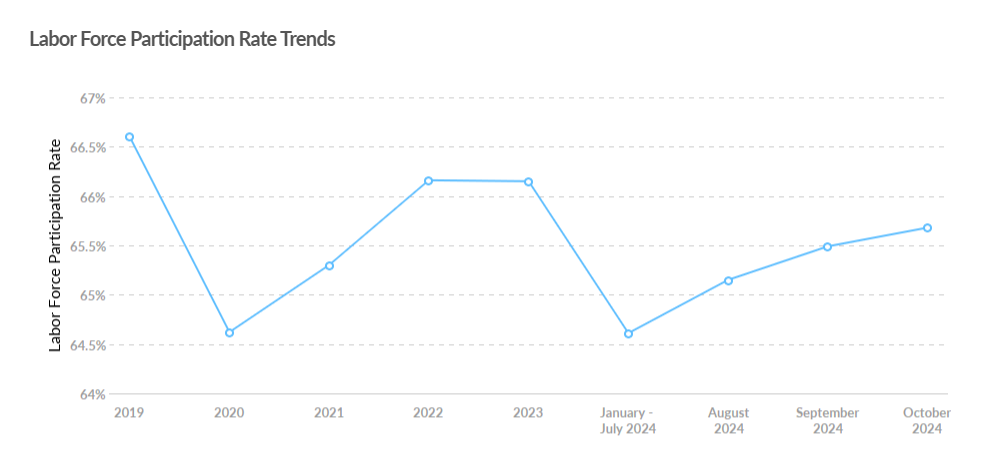 Labor Force Participation Rate Trends
67%
66.5%
66%
65.5%
65%
64.5%
64%
Labor Force Participation Rate
2019
2020
2021
2022
2023
January -
July 2024
August
2024
September
2024
October
2024